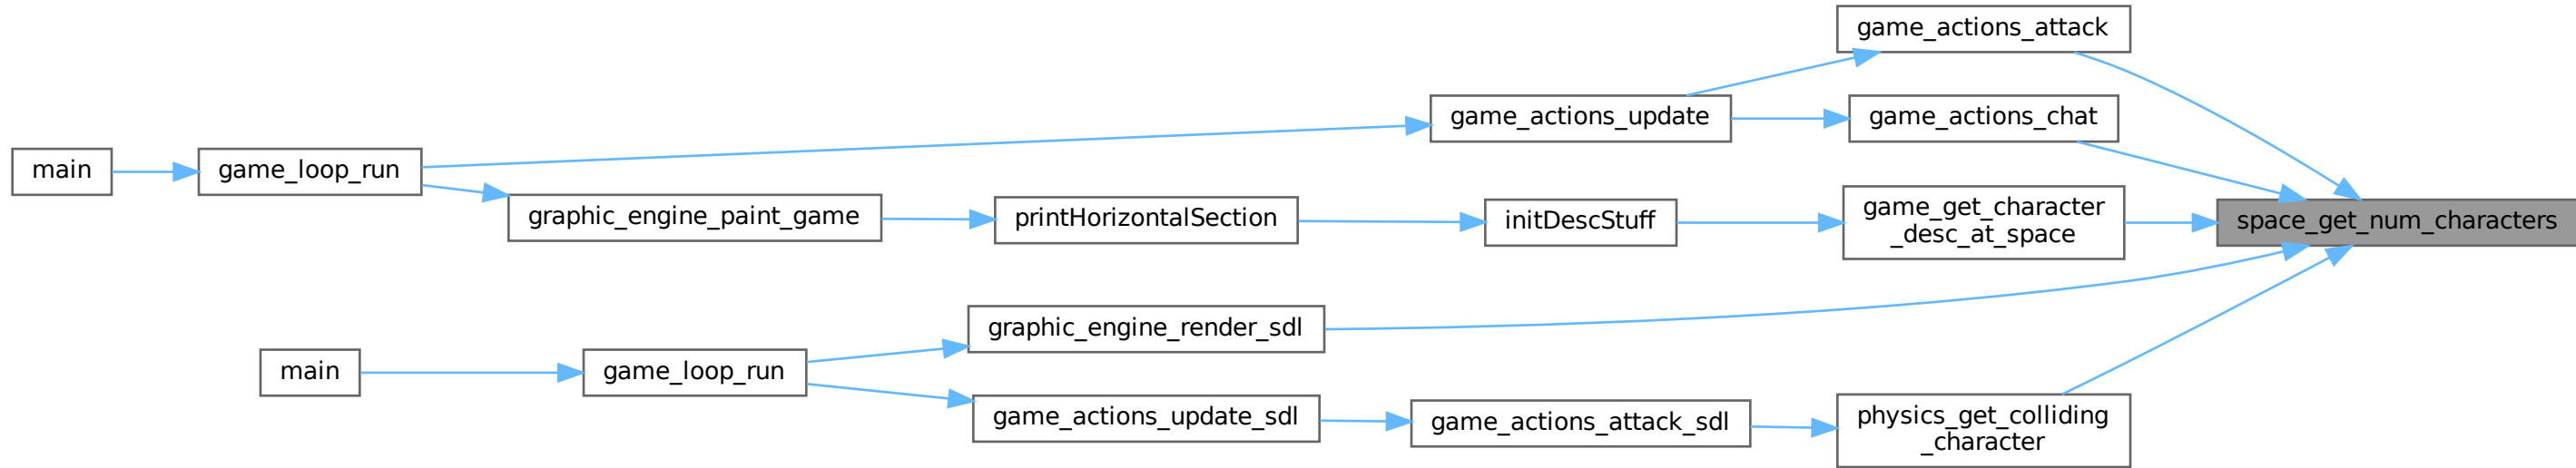 game_actions_attack
game_actions_update
game_actions_chat
main
game_loop_run
graphic_engine_paint_game
printHorizontalSection
initDescStuff
game_get_character
_desc_at_space
space_get_num_characters
graphic_engine_render_sdl
main
game_loop_run
game_actions_update_sdl
game_actions_attack_sdl
physics_get_colliding
_character